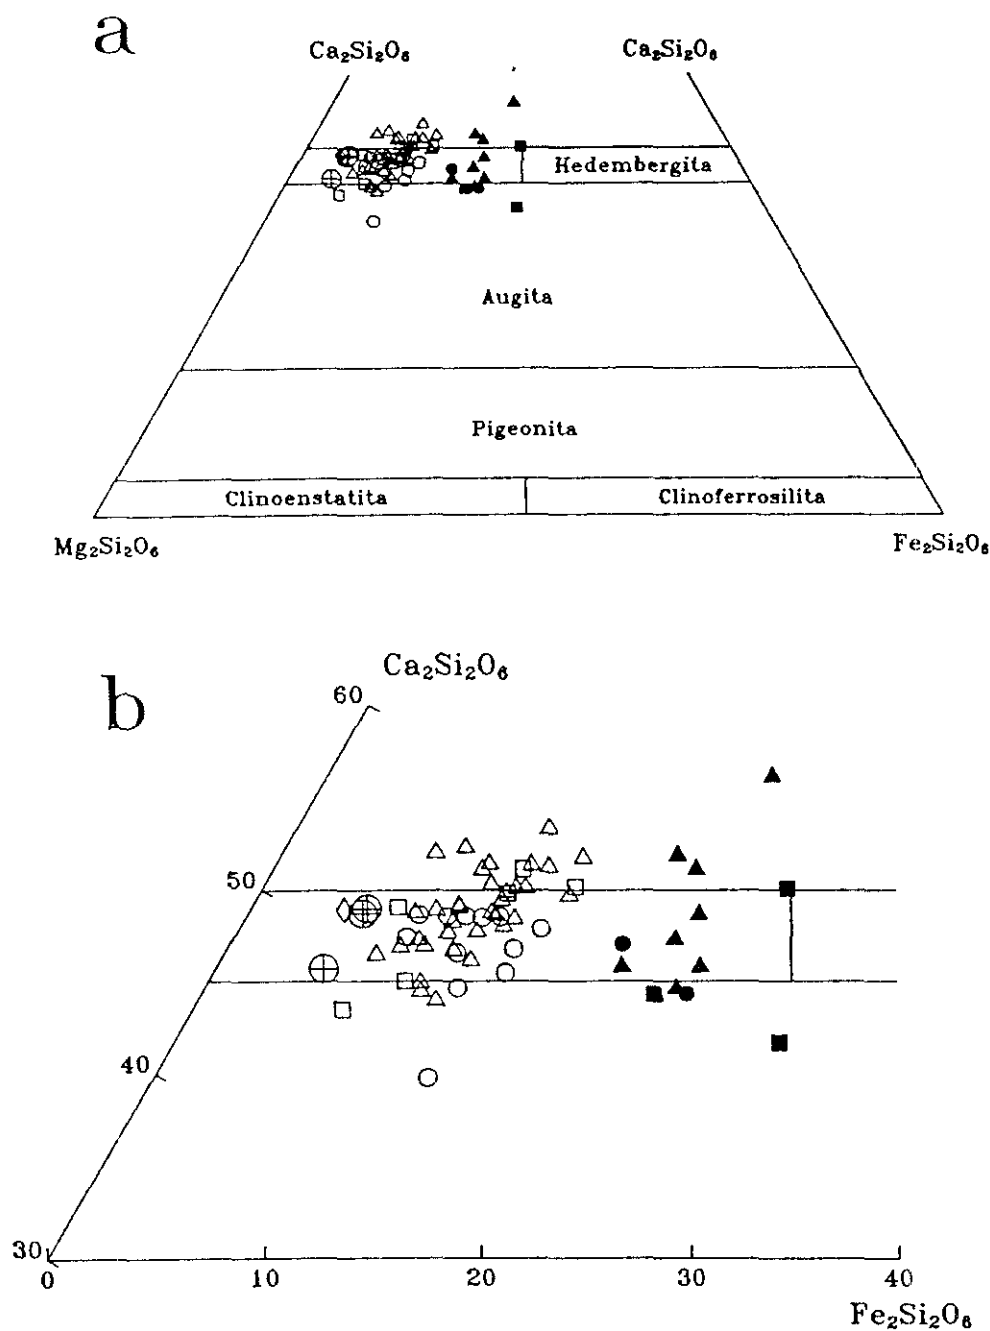 a
Ca₂Si₂O₆ Ca₂Si₂O₆
Hedembergita
Augita
Pigeonita
Clinoenstatita Clinoferrosilita
Mg₂Si₂O₆ Fe₂Si₂O₆
b
Ca₂Si₂O₆
60
50
40
30
0 10 20 30 40
Fe₂Si₂O₆